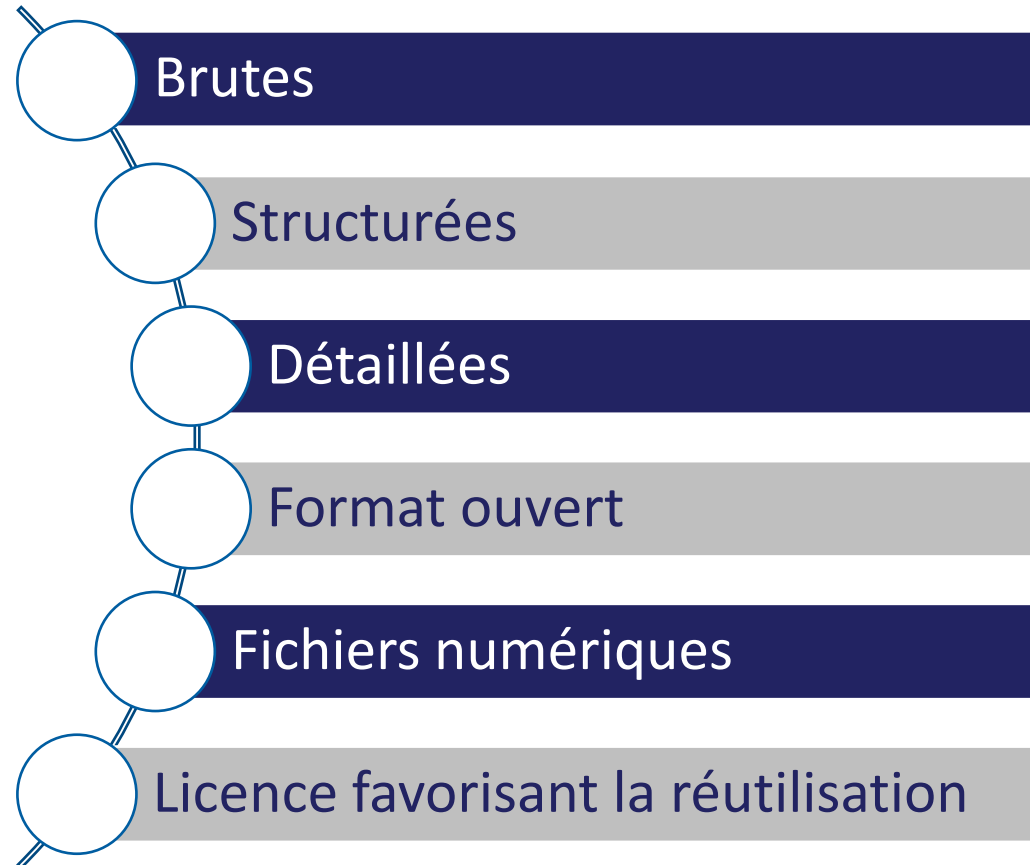 Brutes
Structurées
Détaillées
Format ouvert
Fichiers numériques
Licence favorisant la réutilisation